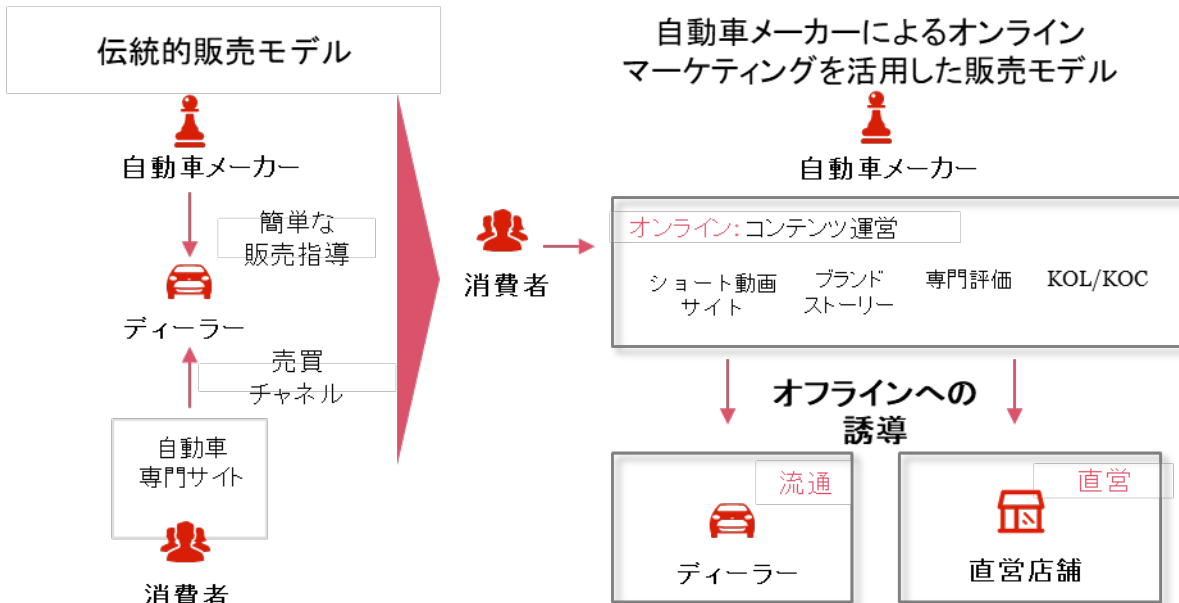 伝統的販売モデル
自動車メーカー
簡単な
販売指導
ディーラー
売買
チャネル
自動車
専門サイト
消費者
自動車メーカーによるオンライン
マーケティングを活用した販売モデル
自動車メーカー
消費者
オンライン:コンテンツ運営
ショート動画
サイト
ブランド
ストーリー
専門評価
KOL/KOC
オフラインへの
誘導
流通
ディーラー
直営
直営店舗